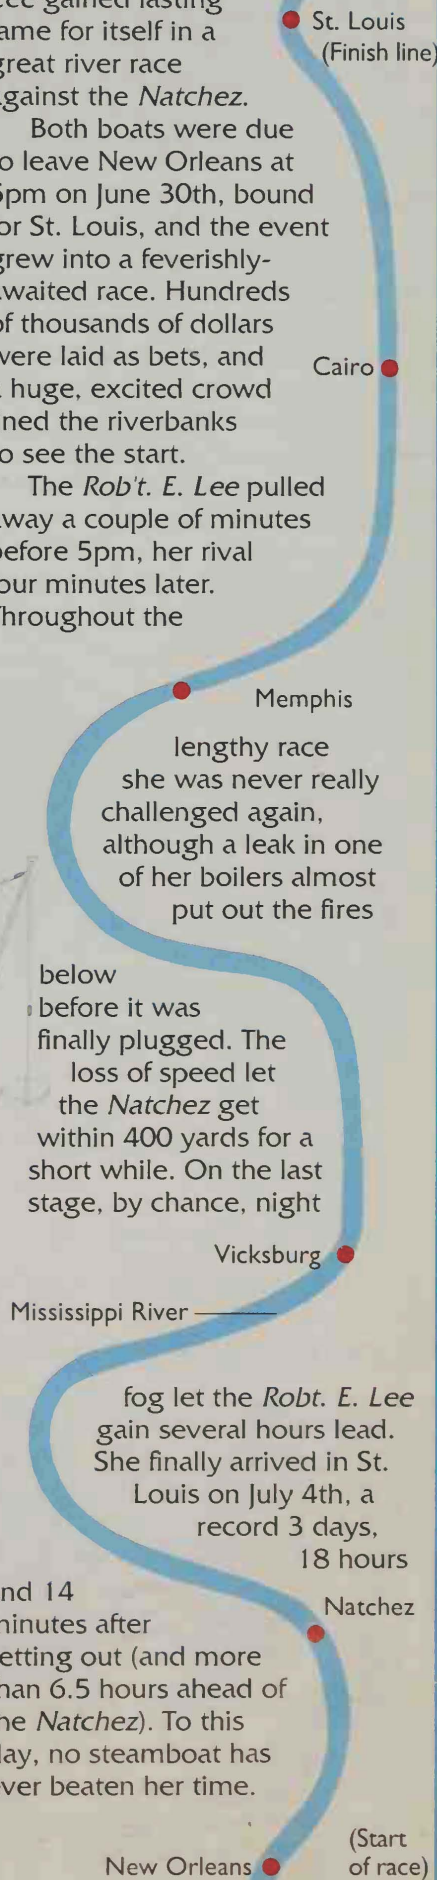 gained lasting
ame for itself in a
great river race
against the Natchez.
Both boats were due
o leave New Orleans at
5pm on June 30th, bound
or St. Louis, and the event
grew into a feverishly-
waited race. Hundreds
of thousands of dollars
were laid as bets, and
huge, excited crowd
ined the riverbanks
o see the start.
The Rob't. E. Lee pulled
away a couple of minutes
before 5pm, her rival
our minutes later.
Throughout the
lengthy race
she was never really
challenged again,
although a leak in one
of her boilers almost
put out the fires
below
before it was
finally plugged. The
loss of speed let
the Natchez get
within 400 yards for a
short while. On the last
stage, by chance, night
fog let the Robt. E. Lee
gain several hours lead.
She finally arrived in St.
Louis on July 4th, a
record 3 days,
18 hours
nd 14
minutes after
etting out (and more
han 6.5 hours ahead of
he Natchez). To this
day, no steamboat has
ever beaten her time.
St. Louis
(Finish line)
Cairo
Memphis
Vicksburg
Mississippi River
Natchez
New Orleans
(Start
of race)